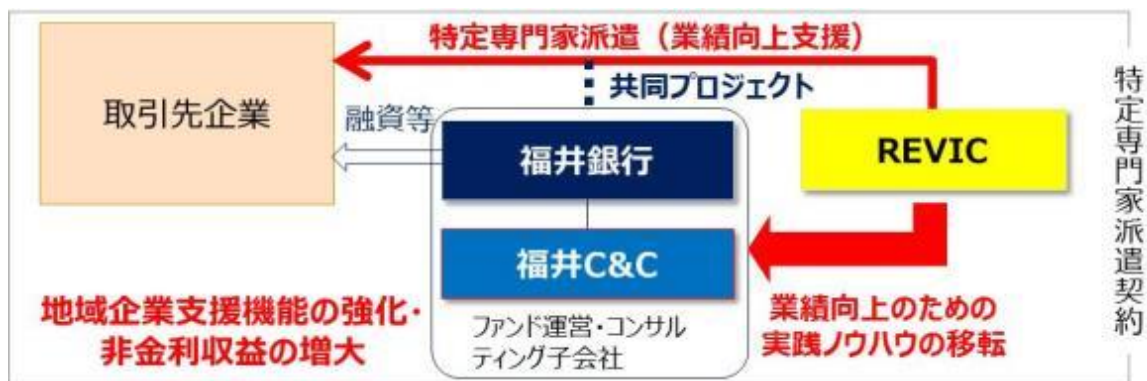 特定専門家派遣（業績向上支援）
共同プロジェクト
取引先企業
融資等
福井銀行
REVIC
福井C&C
ファンド運営・コンサル
ティング子会社
地域企業支援機能の強化・
非金利収益の増大
業績向上のための
実践ノウハウの移転
特定専門家派遣契約